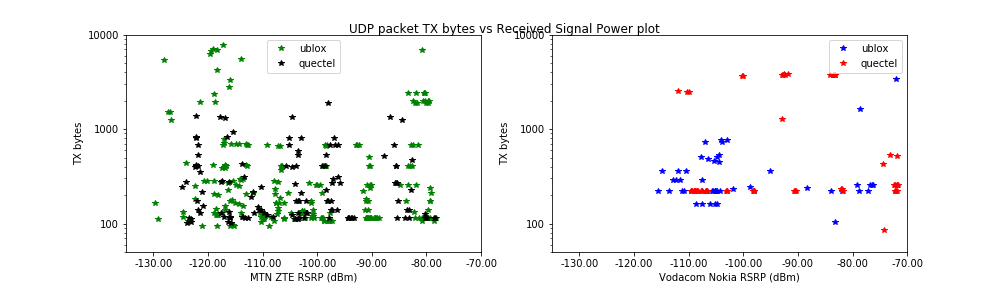 UDP packet TX bytes vs Received Signal Power plot
TX bytes
10000
1000
100
ublox
quectel
-130.00 -120.00 -110.00 -100.00 -90.00 -80.00 -70.00
MTN ZTE RSRP (dBm)
TX bytes
10000
1000
100
ublox
quectel
-130.00 -120.00 -110.00 -100.00 -90.00 -80.00 -70.00
Vodacom Nokia RSRP (dBm)